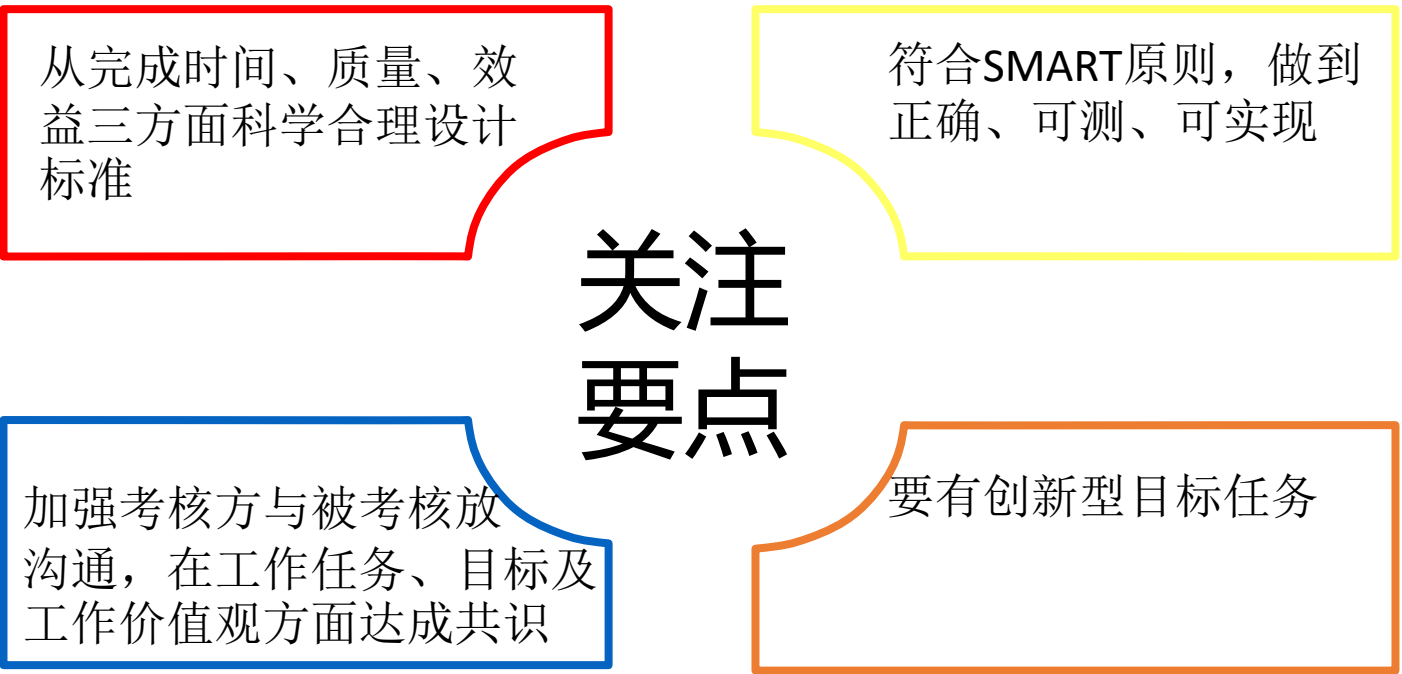 从完成时间、质量、效
益三方面科学合理设计
标准
符合SMART原则，做到
正确、可测、可实现
关注
要点
加强考核方与被考核放
沟通，在工作任务、目标及
工作价值观方面达成共识
要有创新型目标任务